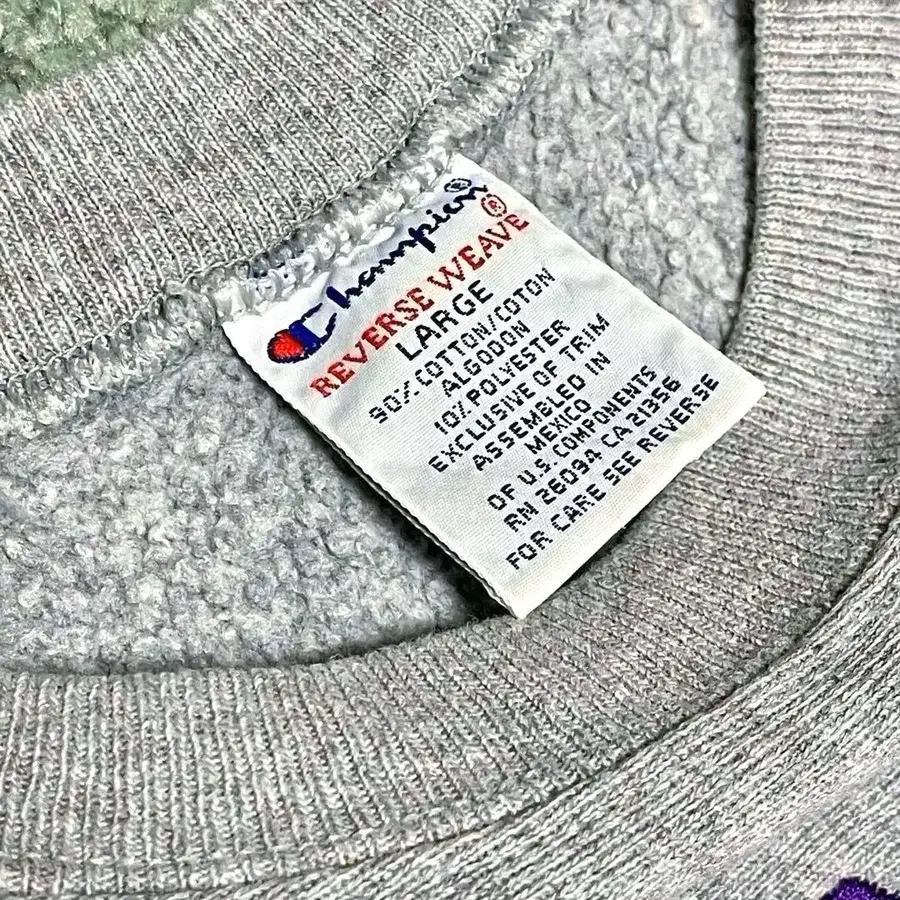 Champion®
REVERSE WEAVE®
LARGE
90% COTTON/COTON
ALGODON
10% POLYESTER
EXCLUSIVE OF TRIM
ASSEMBLED IN
MEXICO
OF U.S. COMPONENTS
RN 26094 CA 21356
FOR CARE SEE REVERSE